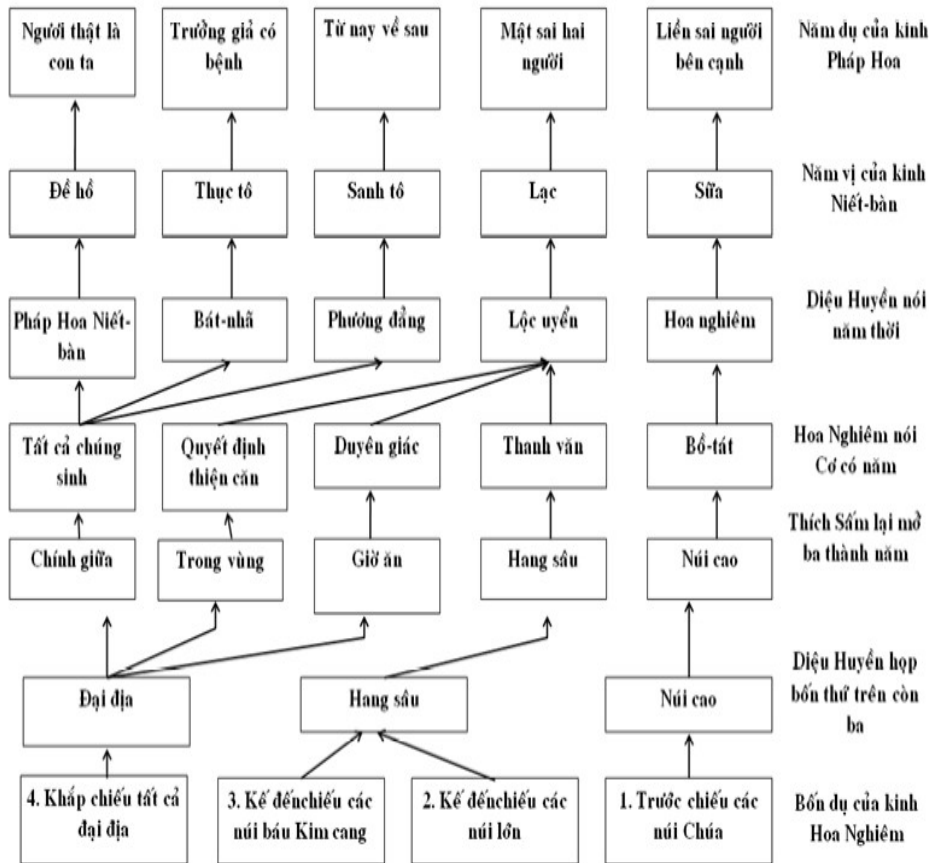 Người thật là
con ta
Trưởng giả có
bệnh
Từ nay về sau
Mật sai hai
người
Liền sai người
bên cạnh
Năm dụ của kinh
Pháp Hoa
Đề hồ
Thục tô
Sanh tô
Lạc
Sữa
Năm vị của kinh
Niết-bàn
Pháp Hoa Niết-
bàn
Bát-nhã
Phương đẳng
Lộc uyển
Hoa nghiêm
Diệu Huyền nói
năm thời
Tất cả chúng
sinh
Quyết định
thiện căn
Duyên giác
Thanh văn
Bồ-tát
Hoa Nghiêm nói
Cơ có năm
Chính giữa
Trong vùng
Giờ ăn
Hang sâu
Núi cao
Thích Sấm lại mở
ba thành năm
Đại địa
Hang sâu
Núi cao
Diệu Huyền họp
bốn thứ trên còn
ba
4. Khắp chiếu tất cả
đại địa
3. Kế đếnchiếu các
núi báu Kim cang
2. Kế đếnchiếu các
núi lớn
1. Trước chiếu các
núi Chúa
Bốn dụ của kinh
Hoa Nghiêm